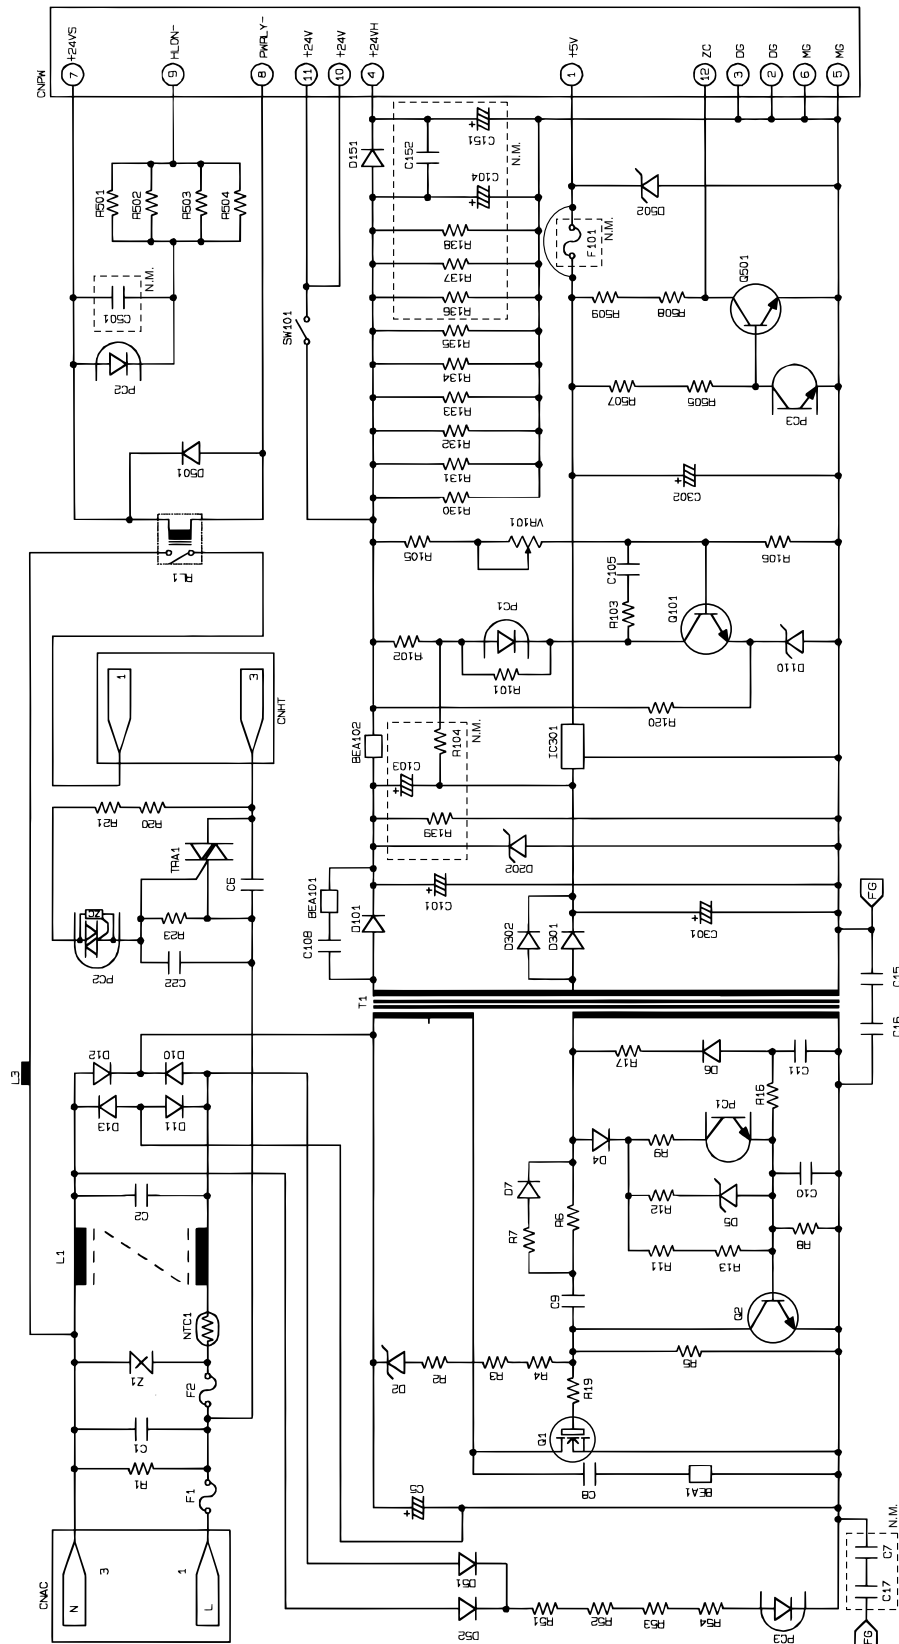 CNPW
+24VS
HLON-
PWRLY-
+24V
+24V
+24VH
+5V
ZC
DG
DG
MG
MG
7
9
8
11
10
4
1
12
3
2
6
5
R501
R502
R503
R504
D151
C152
C151
C104
N.M.
D502
F101
N.M.
C501
N.M.
PC2
SW101
R138
R137
R136
R135
R134
R133
R132
R131
R130
R509
R508
Q501
R507
R505
PC3
D501
C302
RL1
R105
VR101
C105
R106
R103
Q101
PC1
R102
R101
D110
R120
1
3
CNHT
BEA102
C103
R104
N.M.
IC301
R139
D202
R21
R20
TRA1
C6
BEA101
C101
D101
C108
D302
D301
C301
FG
ZC
PC2
R23
C22
C15
C16
T1
L3
D12
D10
D13
D11
R17
D6
C11
R16
PC1
D4
R9
D7
R7
R6
R12
D5
C10
R11
R13
R8
C2
L1
C9
Q2
NTC1
Z1
F2
D2
R2
R3
R4
R5
R19
Q1
C1
R1
F1
C5
C8
BEA1
CNAC
3
1
N
L
D51
D52
R51
R52
R53
R54
PC3
C7
C17
N.M.
FG